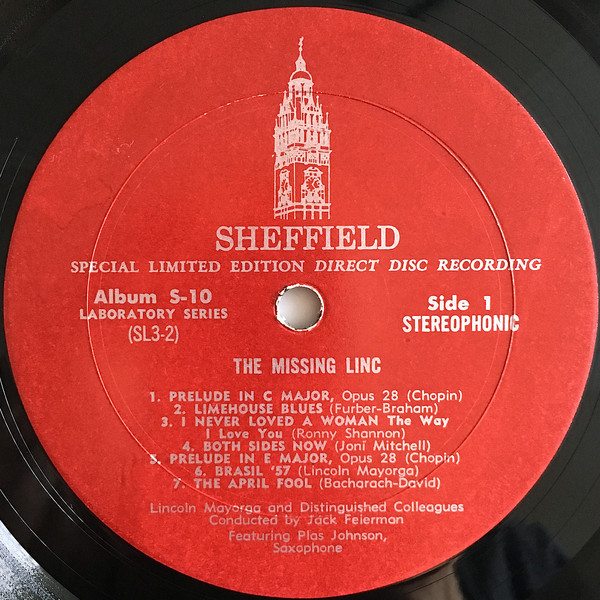 SHEFFIELD
SPECIAL LIMITED EDITION DIRECT DISC RECORDING
Album S-10
LABORATORY SERIES
(SL3-2)
Side 1
STEREOPHONIC
THE MISSING LINC
1. PRELUDE IN C MAJOR, Opus 28 (Chopin)
2. LIMEHOUSE BLUES (Furber-Braham)
3. I NEVER LOVED A WOMAN The Way
I Love You (Ronny Shannon)
4. BOTH SIDES NOW (Joni Mitchell)
5. PRELUDE IN E MAJOR, Opus 28 (Chopin)
6. BRASIL '57 (Lincoln Mayorga)
7. THE APRIL FOOL (Bacharach-David)
Lincoln Mayorga and Distinguished Colleagues
Conducted by Jack Feierman
Featuring Plas Johnson,
Saxophone